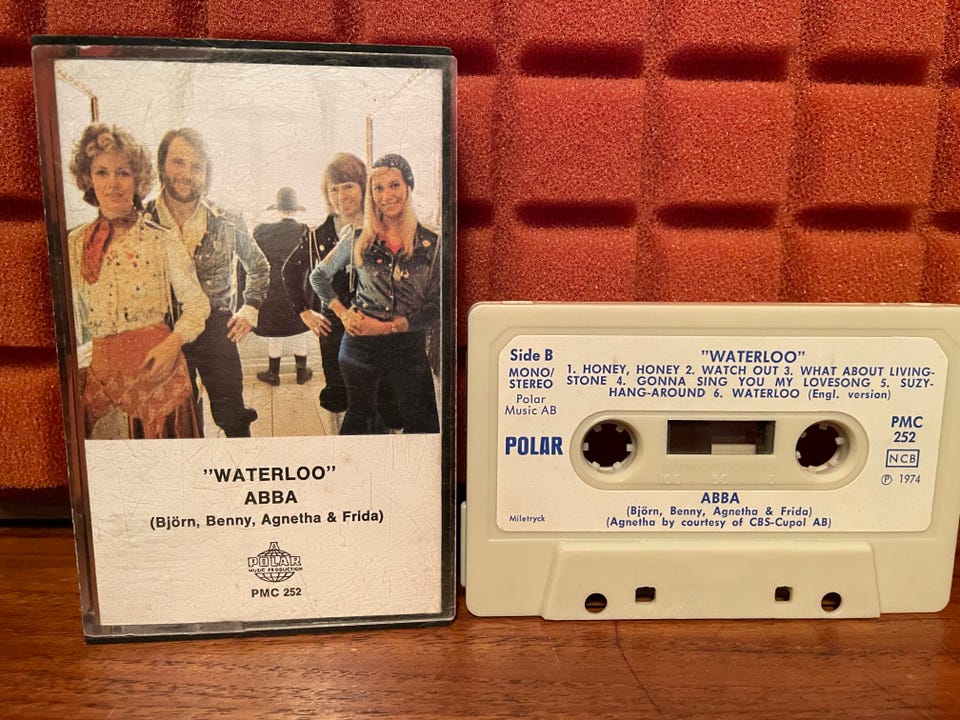 "WATERLOO"
ABBA
(Björn, Benny, Agnetha & Frida)
POLAR
MUSIC PRODUCTION
PMC 252
Side B
MONO/
STEREO
Polar
Music AB
"WATERLOO"
1. HONEY, HONEY 2. WATCH OUT 3. WHAT ABOUT LIVING-
STONE 4. GONNA SING YOU MY LOVESONG 5. SUZY-
HANG-AROUND 6. WATERLOO (Engl. version)
POLAR
PMC
252
NCB
℗ 1974
100 50 0
ABBA
(Björn, Benny, Agnetha & Frida)
(Agnetha by courtesy of CBS-Cupol AB)
Miletryck